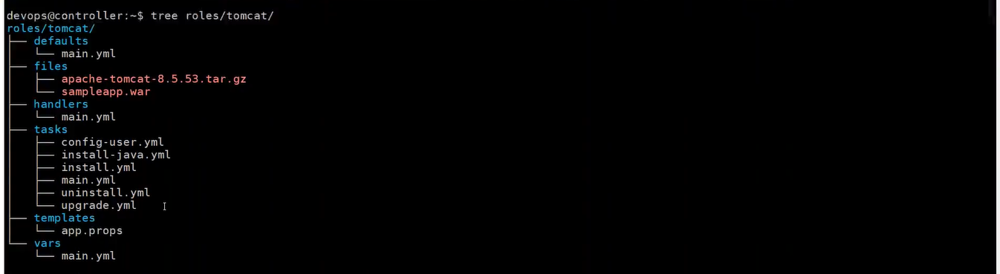 devops@controller:~$ tree roles/tomcat/
roles/tomcat/
├── defaults
│   └── main.yml
├── files
│   ├── apache-tomcat-8.5.53.tar.gz
│   └── sampleapp.war
├── handlers
│   └── main.yml
├── tasks
│   ├── config-user.yml
│   ├── install-java.yml
│   ├── install.yml
│   ├── main.yml
│   ├── uninstall.yml
│   └── upgrade.yml
├── templates
│   └── app.props
└── vars
    └── main.yml